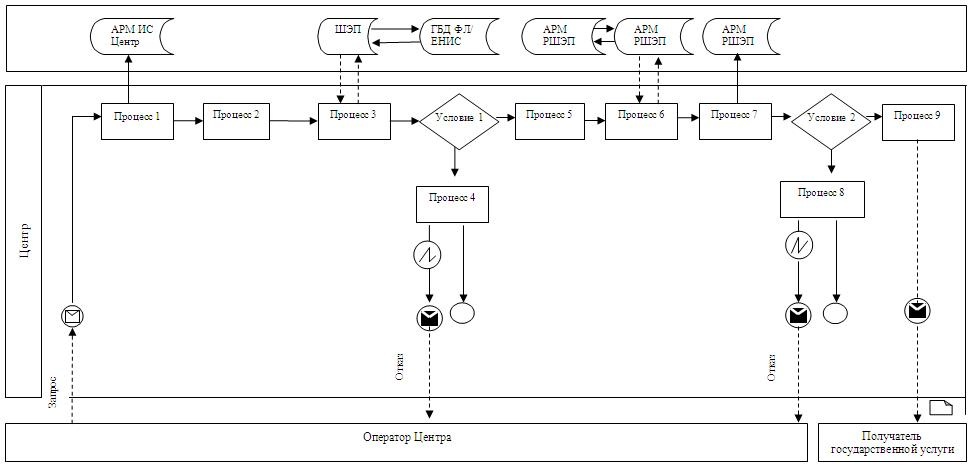 АРМ ИС
Центр
ШЭП
ГБД ФЛ/
ЕНИС
АРМ
РШЭП
АРМ
РШЭП
АРМ
РШЭП
Процесс 1
Процесс 2
Процесс 3
Условие 1
Процесс 5
Процесс 6
Процесс 7
Условие 2
Процесс 9
Процесс 4
Процесс 8
Центр
Запрос
Отказ
Отказ
Оператор Центра
Получатель
государственной услуги